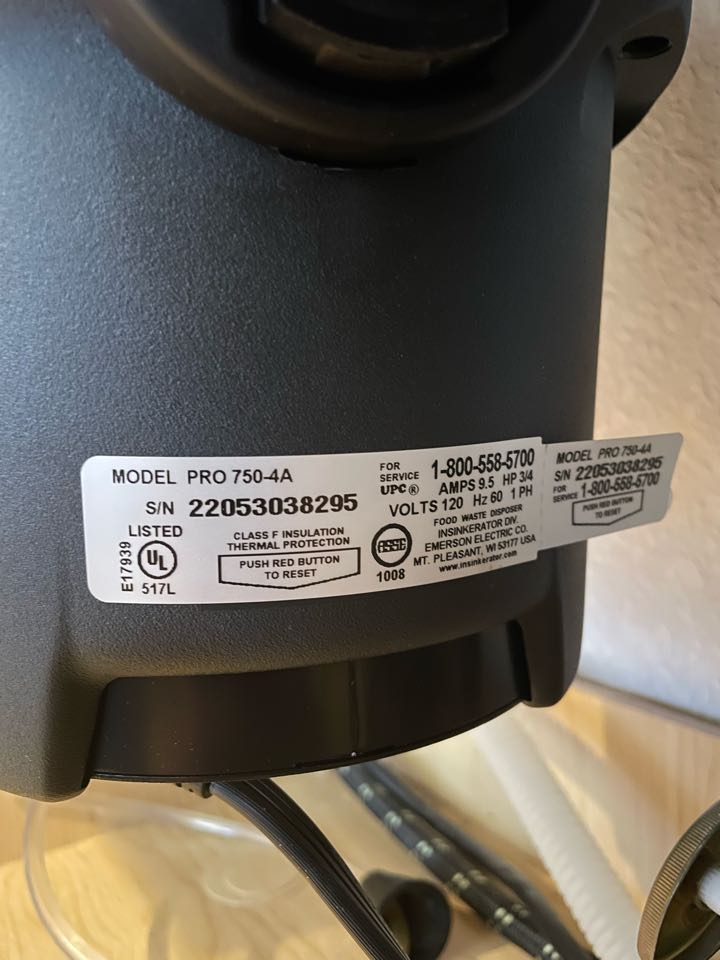 MODEL PRO 750-4A
S/N 22053038295
LISTED
E17939
UL
517L
CLASS F INSULATION
THERMAL PROTECTION
PUSH RED BUTTON
TO RESET
FOR SERVICE 1-800-558-5700
UPC® AMPS 9.5 HP 3/4
VOLTS 120 Hz 60 1 PH
ASSE
1008
FOOD WASTE DISPOSER
INSINKERATOR DIV.
EMERSON ELECTRIC CO.
MT. PLEASANT, WI 53177 USA
www.insinkerator.com
MODEL PRO 750-4A
S/N 22053038295
FOR SERVICE 1-800-558-5700
PUSH RED BUTTON
TO RESET